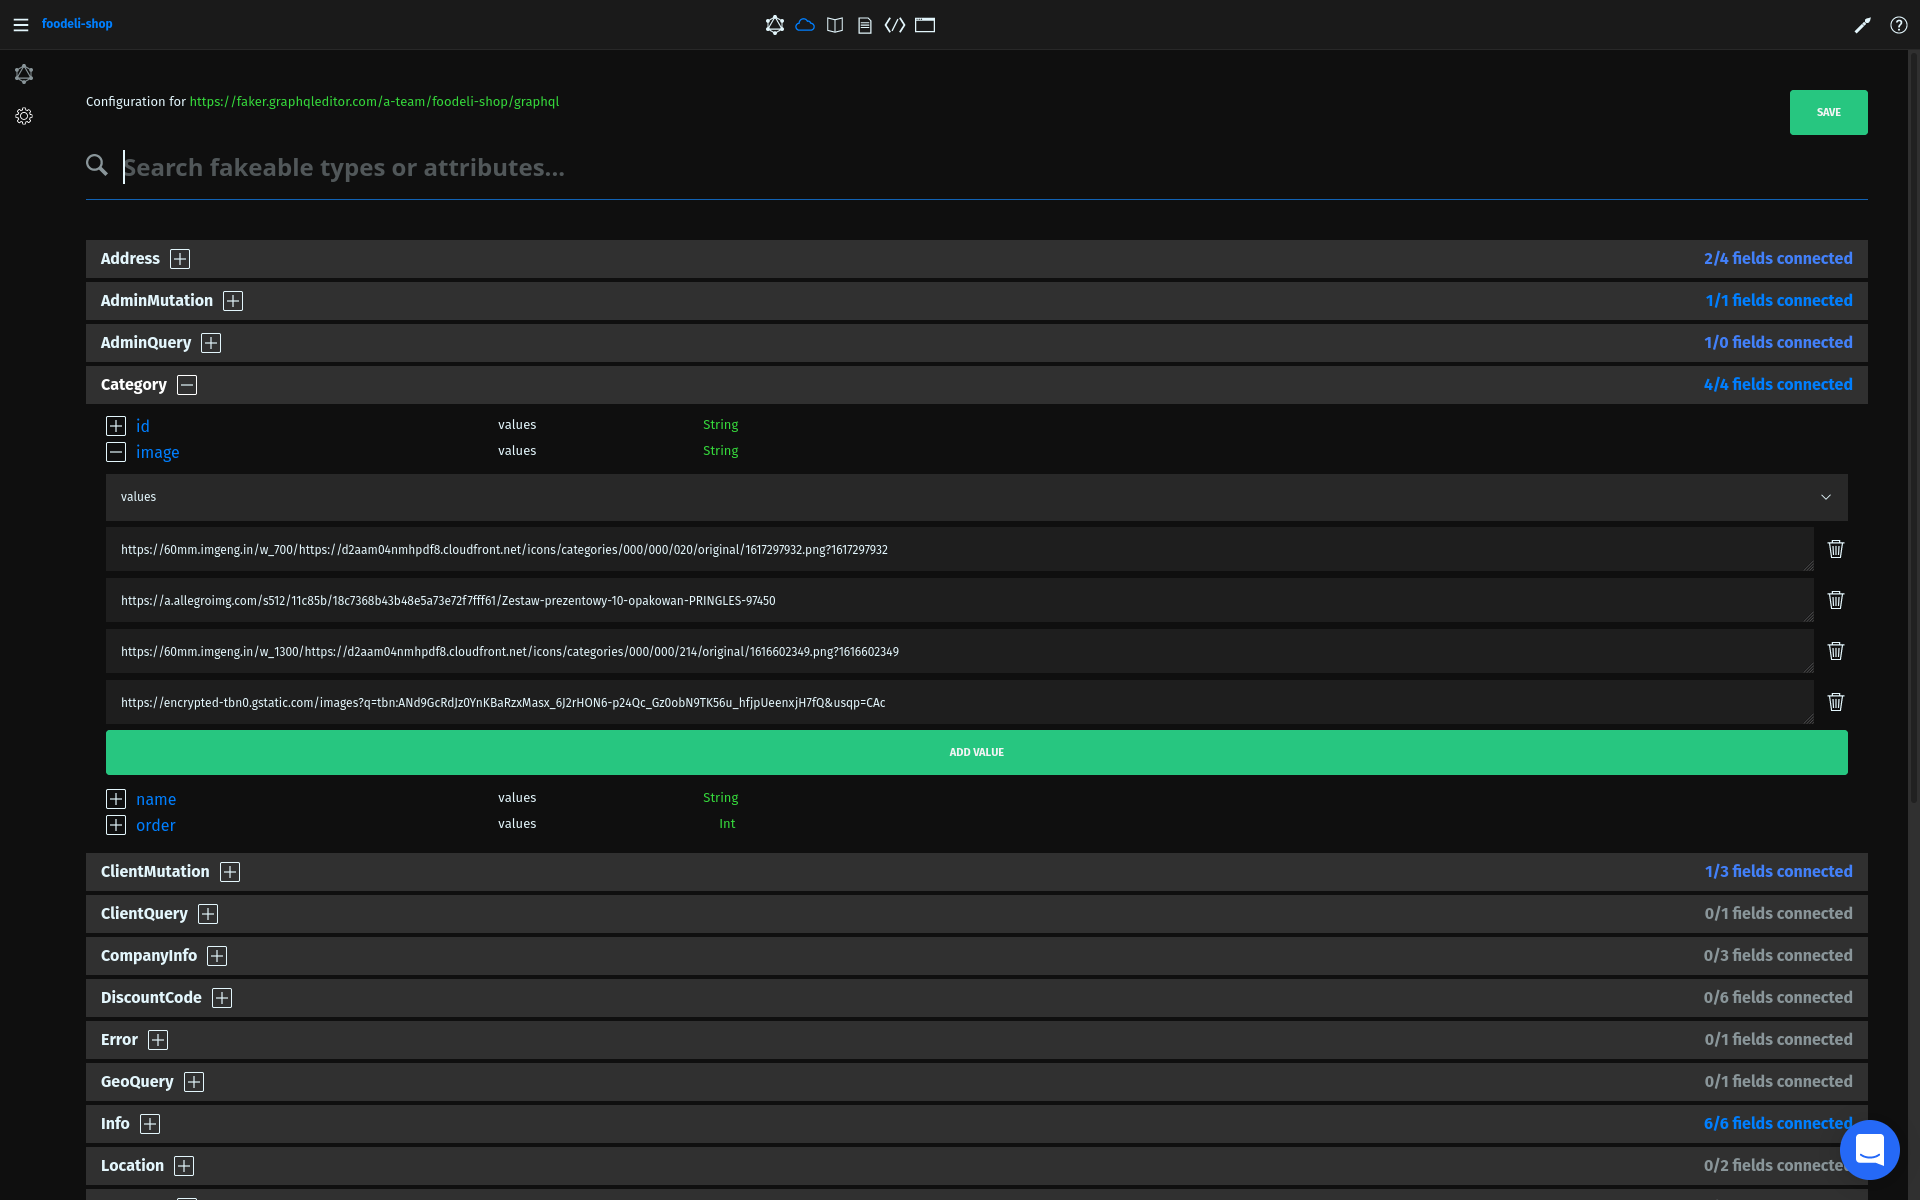 foodeli-shop
Configuration for https://faker.graphqleditor.com/a-team/foodeli-shop/graphql
SAVE
Search fakeable types or attributes...
Address 2/4 fields connected
AdminMutation 1/1 fields connected
AdminQuery 1/0 fields connected
Category 4/4 fields connected
id values String
image values String
values
https://60mm.imgeng.in/w_700/https://d2aam04nmhpdf8.cloudfront.net/icons/categories/000/000/020/original/1617297932.png?1617297932
https://a.allegroimg.com/s512/11c85b/18c7368b43b48e5a73e72f7fff61/Zestaw-prezentowy-10-opakowan-PRINGLES-97450
https://60mm.imgeng.in/w_1300/https://d2aam04nmhpdf8.cloudfront.net/icons/categories/000/000/214/original/1616602349.png?1616602349
https://encrypted-tbn0.gstatic.com/images?q=tbn:ANd9GcRdJz0YnKBaRzxMasx_6J2rHON6-p24Qc_Gz0obN9TK56u_hfjpUeenxjH7fQ&usqp=CAc
ADD VALUE
name values String
order values Int
ClientMutation 1/3 fields connected
ClientQuery 0/1 fields connected
CompanyInfo 0/3 fields connected
DiscountCode 0/6 fields connected
Error 0/1 fields connected
GeoQuery 0/1 fields connected
Info 6/6 fields connected
Location 0/2 fields connected